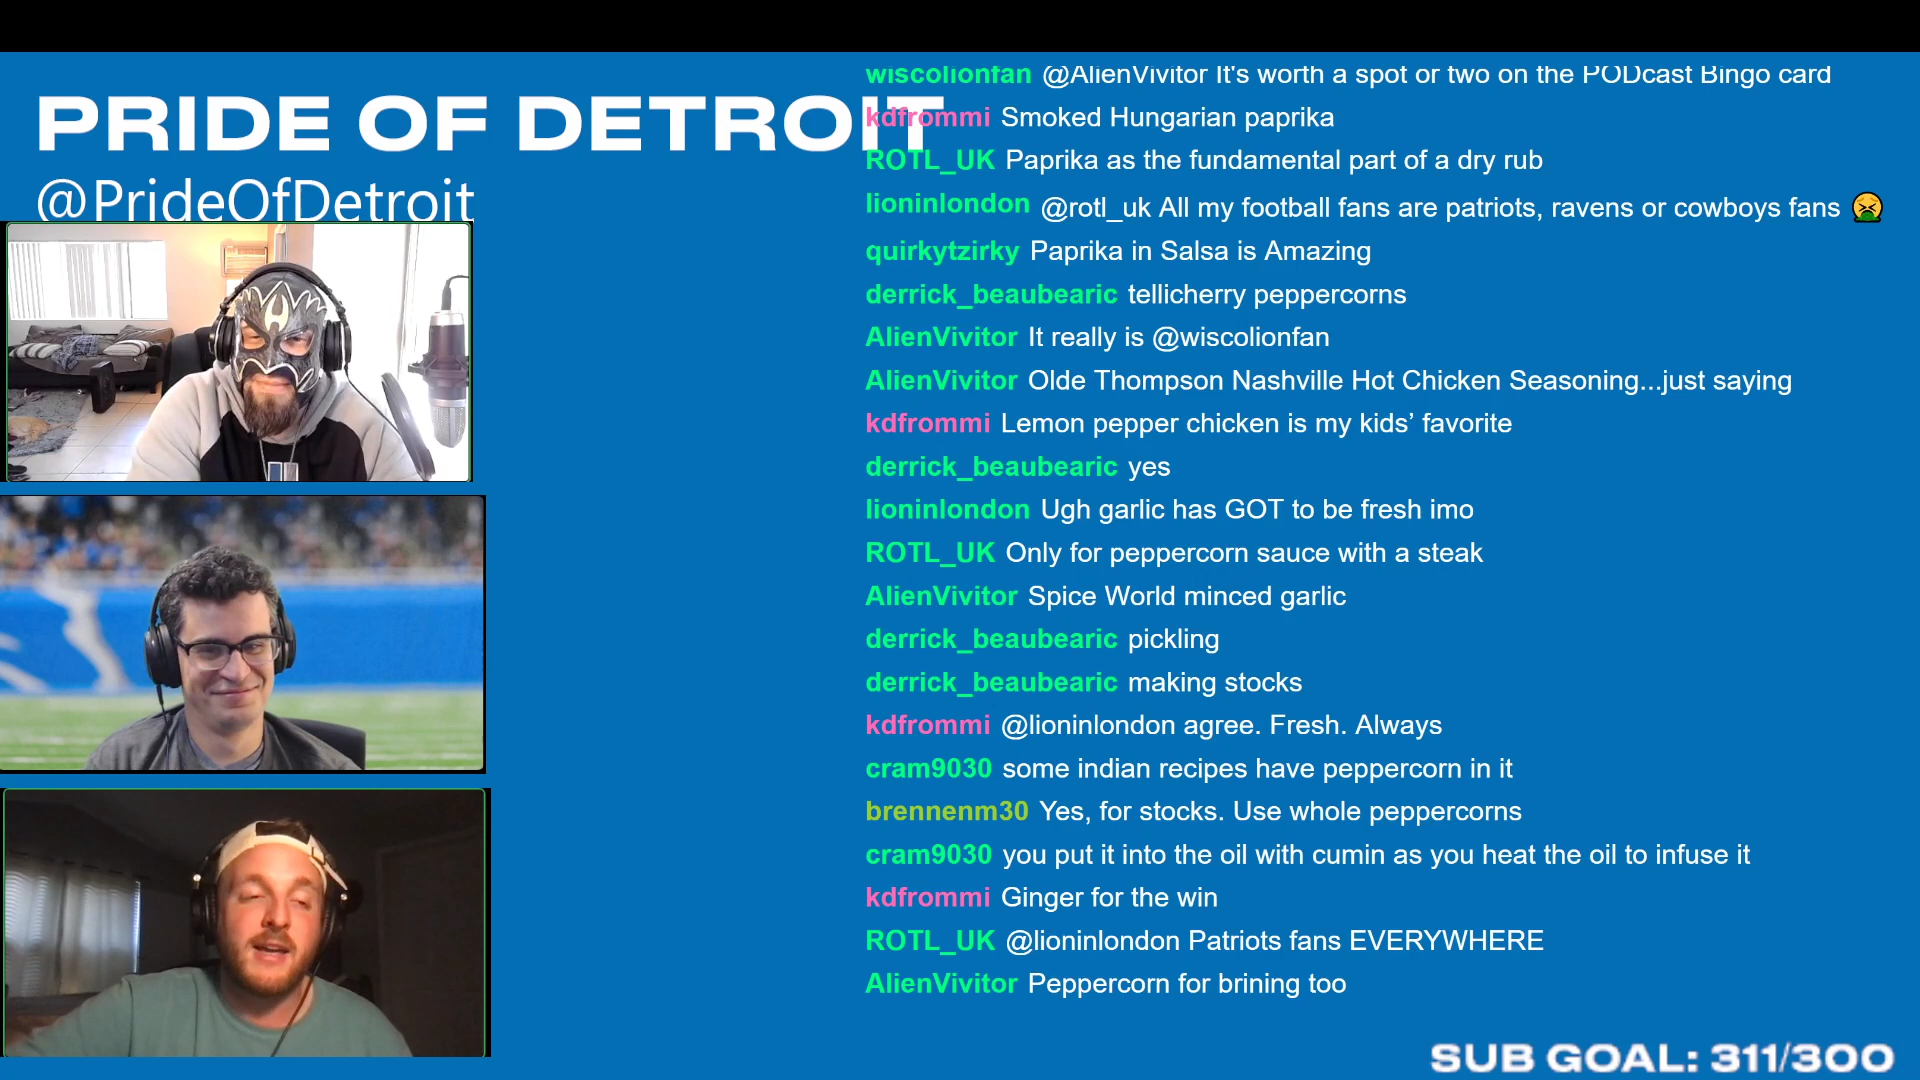 PRIDE OF DETROIT
@PrideOfDetroit
wiscolionfan @AlienVivitor It's worth a spot or two on the PODcast Bingo card
kdfrommi Smoked Hungarian paprika
ROTL_UK Paprika as the fundamental part of a dry rub
lioninlondon @rotl_uk All my football fans are patriots, ravens or cowboys fans 🤮
quirkytzirky Paprika in Salsa is Amazing
derrick_beaubearic tellicherry peppercorns
AlienVivitor It really is @wiscolionfan
AlienVivitor Olde Thompson Nashville Hot Chicken Seasoning...just saying
kdfrommi Lemon pepper chicken is my kids’ favorite
derrick_beaubearic yes
lioninlondon Ugh garlic has GOT to be fresh imo
ROTL_UK Only for peppercorn sauce with a steak
AlienVivitor Spice World minced garlic
derrick_beaubearic pickling
derrick_beaubearic making stocks
kdfrommi @lioninlondon agree. Fresh. Always
cram9030 some indian recipes have peppercorn in it
brennenm30 Yes, for stocks. Use whole peppercorns
cram9030 you put it into the oil with cumin as you heat the oil to infuse it
kdfrommi Ginger for the win
ROTL_UK @lioninlondon Patriots fans EVERYWHERE
AlienVivitor Peppercorn for brining too
SUB GOAL: 311/300